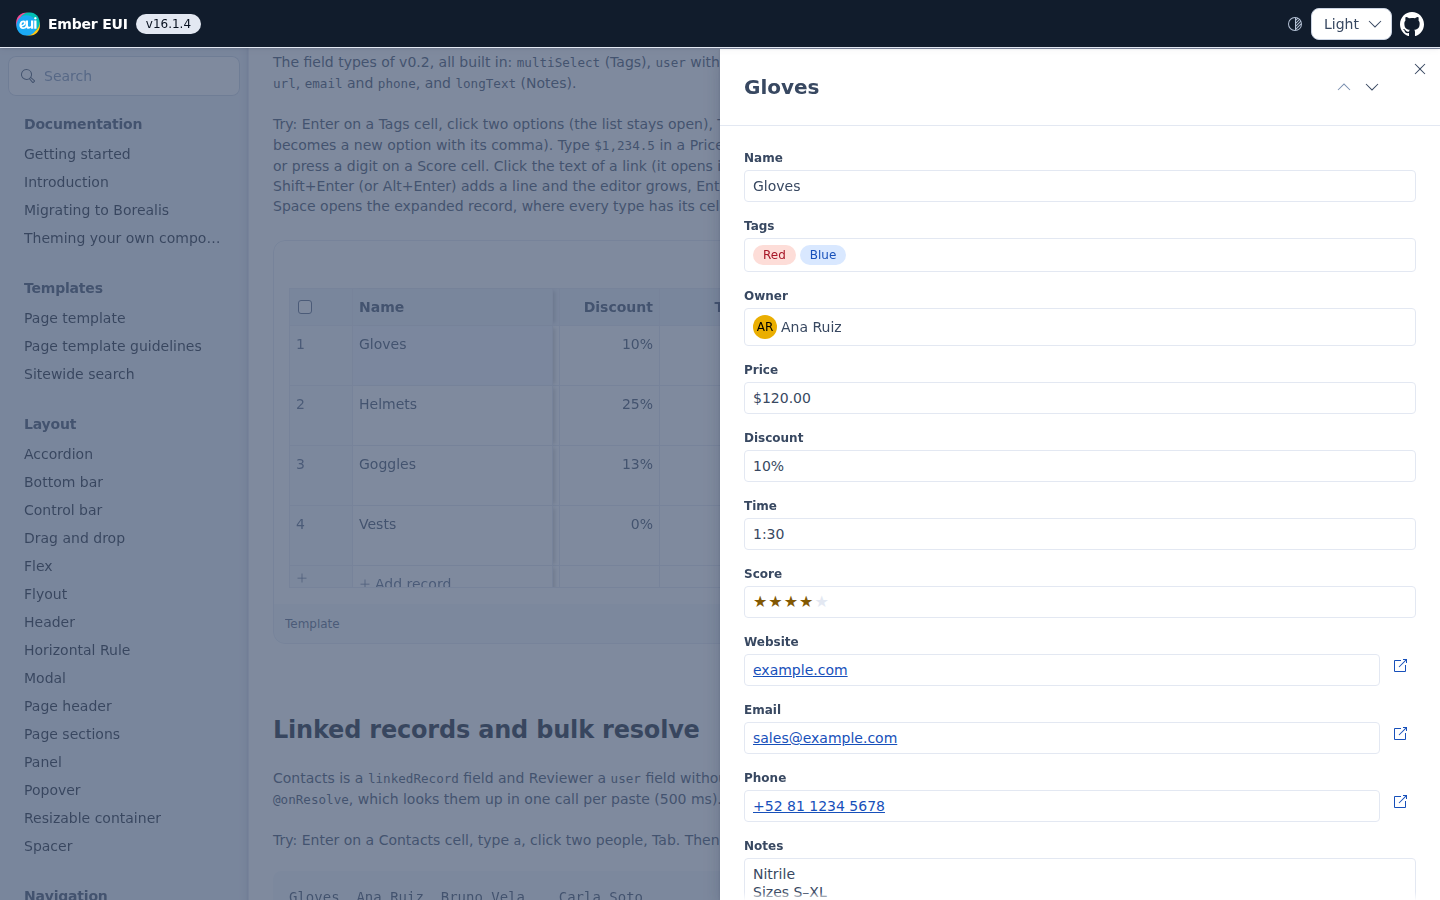 eui Ember EUI v16.1.4
Light
Search
Documentation
Getting started
Introduction
Migrating to Borealis
Theming your own compo…
Templates
Page template
Page template guidelines
Sitewide search
Layout
Accordion
Bottom bar
Control bar
Drag and drop
Flex
Flyout
Header
Horizontal Rule
Modal
Page header
Page sections
Panel
Popover
Resizable container
Spacer
Navigation
The field types of v0.2, all built in: multiSelect (Tags), user with
url, email and phone, and longText (Notes).
Try: Enter on a Tags cell, click two options (the list stays open),
becomes a new option with its comma). Type $1,234.5 in a Price
or press a digit on a Score cell. Click the text of a link (it opens
Shift+Enter (or Alt+Enter) adds a line and the editor grows,
Space opens the expanded record, where every type has its
Name Discount
1 Gloves 10%
2 Helmets 25%
3 Goggles 13%
4 Vests 0%
+ + Add record
Template
Linked records and bulk resolve
Contacts is a linkedRecord field and Reviewer a user field
@onResolve, which looks them up in one call per paste (500 ms).
Try: Enter on a Contacts cell, type a, click two people, Tab. Then
Gloves Ana Ruiz, Bruno Vela Carla Soto
Gloves
Name
Gloves
Tags
Red Blue
Owner
AR Ana Ruiz
Price
$120.00
Discount
10%
Time
1:30
Score
★★★★★
Website
example.com
Email
sales@example.com
Phone
+52 81 1234 5678
Notes
Nitrile
Sizes S–XL